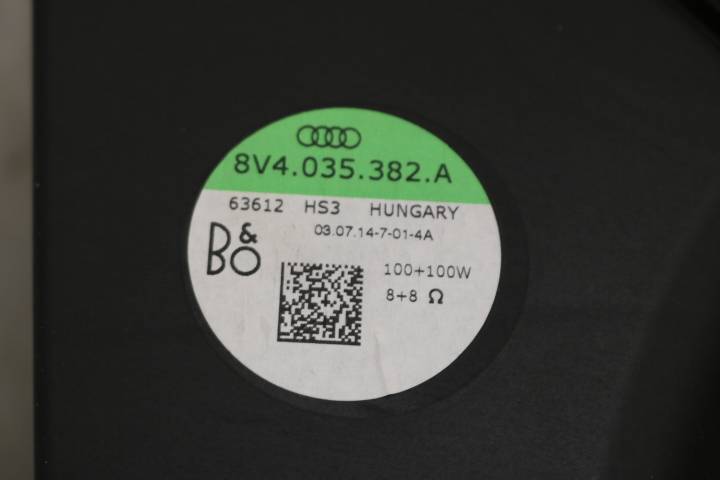 8V4.035.382.A
63612 HS3 HUNGARY
03.07.14-7-01-4A
B&O
100+100W
8+8 Ω